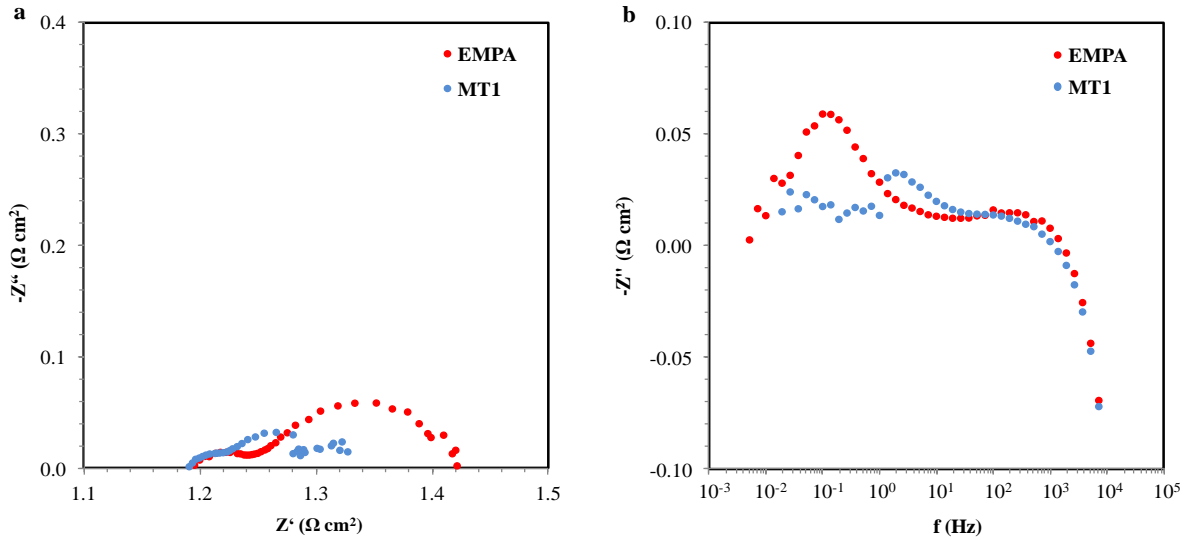 a
0.4
0.3
0.2
0.1
0.0
1.1 1.2 1.3 1.4 1.5
-Z“ (Ω cm²)
Z‘ (Ω cm²)
EMPA
MT1
b
0.10
0.05
0.00
-0.05
-0.10
10⁻³ 10⁻² 10⁻¹ 10⁰ 10¹ 10² 10³ 10⁴ 10⁵
-Z" (Ω cm²)
f (Hz)
EMPA
MT1